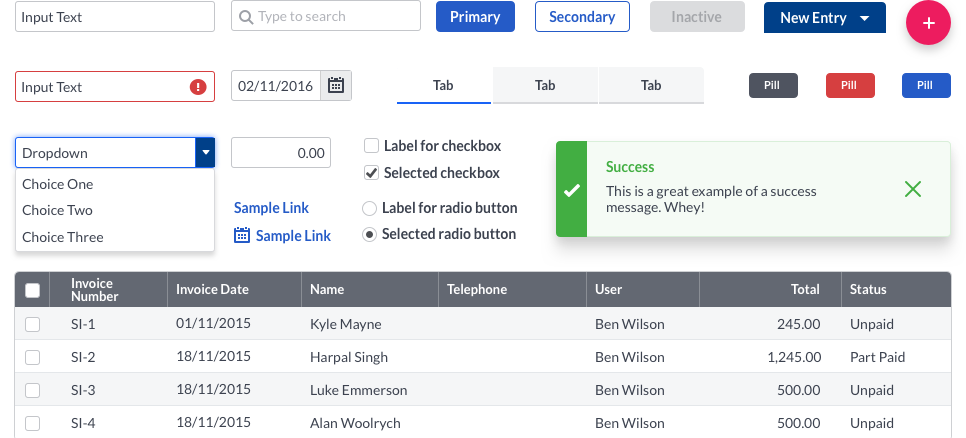 Input Text
Type to search
Primary
Secondary
Inactive
New Entry
+
Input Text
!
02/11/2016
Tab
Tab
Tab
Pill
Pill
Pill
Dropdown
Choice One
Choice Two
Choice Three
0.00
Sample Link
Sample Link
Label for checkbox
Selected checkbox
Label for radio button
Selected radio button
Success
This is a great example of a success
message. Whey!
Invoice
Number
Invoice Date
Name
Telephone
User
Total
Status
SI-1 01/11/2015 Kyle Mayne Ben Wilson 245.00 Unpaid
SI-2 18/11/2015 Harpal Singh Ben Wilson 1,245.00 Part Paid
SI-3 18/11/2015 Luke Emmerson Ben Wilson 500.00 Unpaid
SI-4 18/11/2015 Alan Woolrych Ben Wilson 500.00 Unpaid